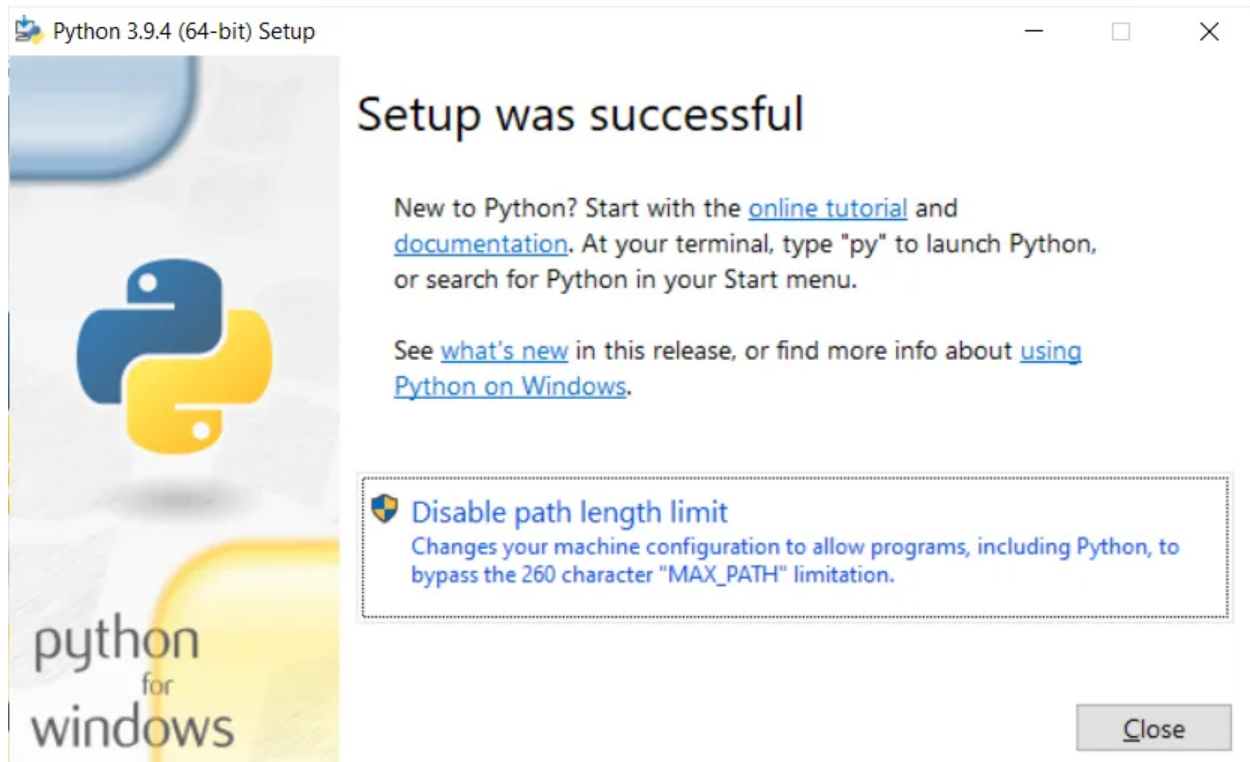 Python 3.9.4 (64-bit) Setup
Setup was successful
New to Python? Start with the online tutorial and
documentation. At your terminal, type "py" to launch Python,
or search for Python in your Start menu.
See what's new in this release, or find more info about using
Python on Windows.
Disable path length limit
Changes your machine configuration to allow programs, including Python, to
bypass the 260 character "MAX_PATH" limitation.
python
for
windows
Close